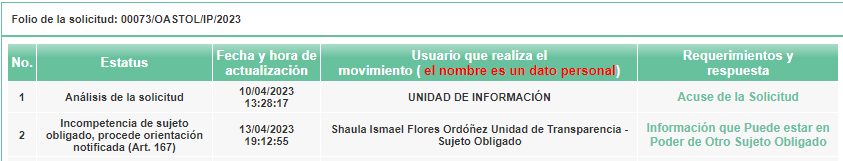 Folio de la solicitud: 00073/OASTOL/IP/2023
No.
Estatus
Fecha y hora de
actualización
Usuario que realiza el
movimiento ( el nombre es un dato personal)
Requerimientos y
respuesta
1
Análisis de la solicitud
10/04/2023
13:28:17
UNIDAD DE INFORMACIÓN
Acuse de la Solicitud
2
Incompetencia de sujeto
obligado, procede orientación
notificada (Art. 167)
13/04/2023
19:12:55
Shaula Ismael Flores Ordóñez Unidad de Transparencia -
Sujeto Obligado
Información que Puede estar en
Poder de Otro Sujeto Obligado